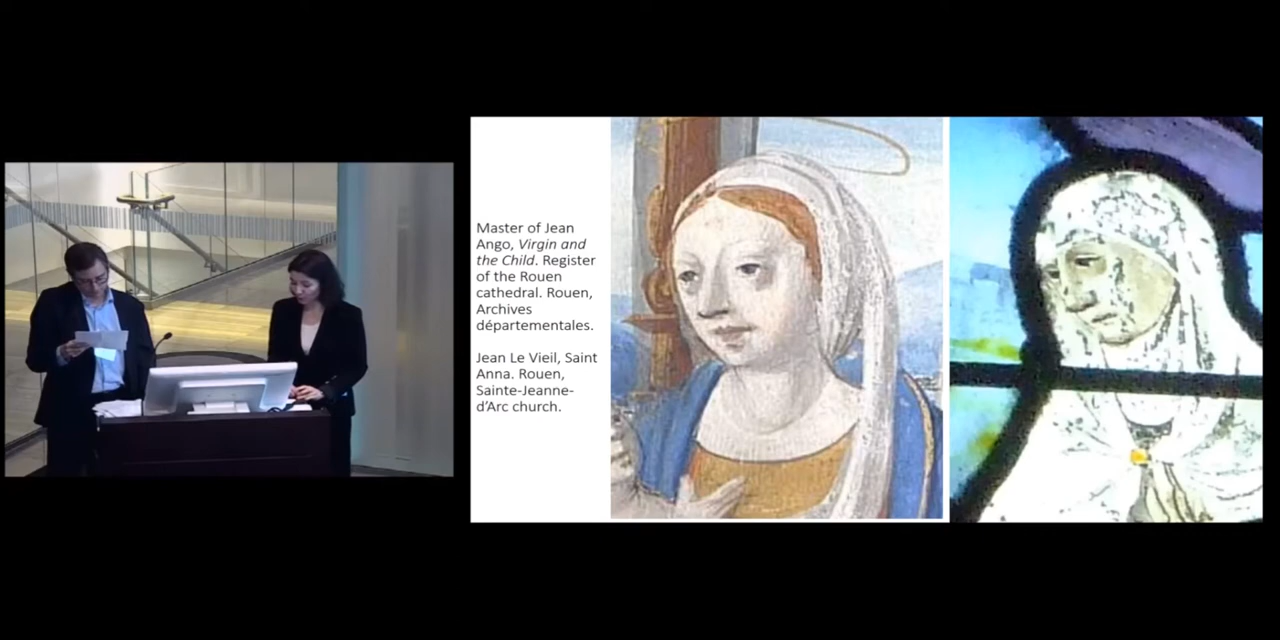 Master of Jean
Ango, Virgin and
the Child. Register
of the Rouen
cathedral. Rouen,
Archives
départementales.
Jean Le Vieil, Saint
Anna. Rouen,
Sainte-Jeanne-
d'Arc church.